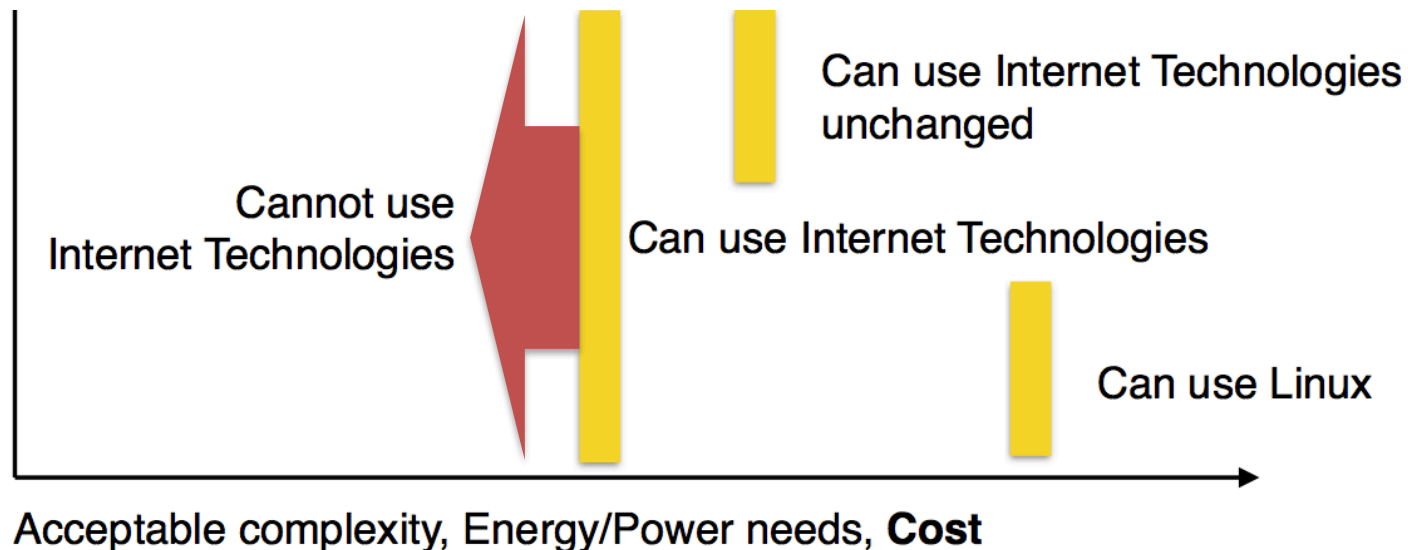 Can use Internet Technologies
unchanged
Cannot use
Internet Technologies
Can use Internet Technologies
Can use Linux
Acceptable complexity, Energy/Power needs, Cost